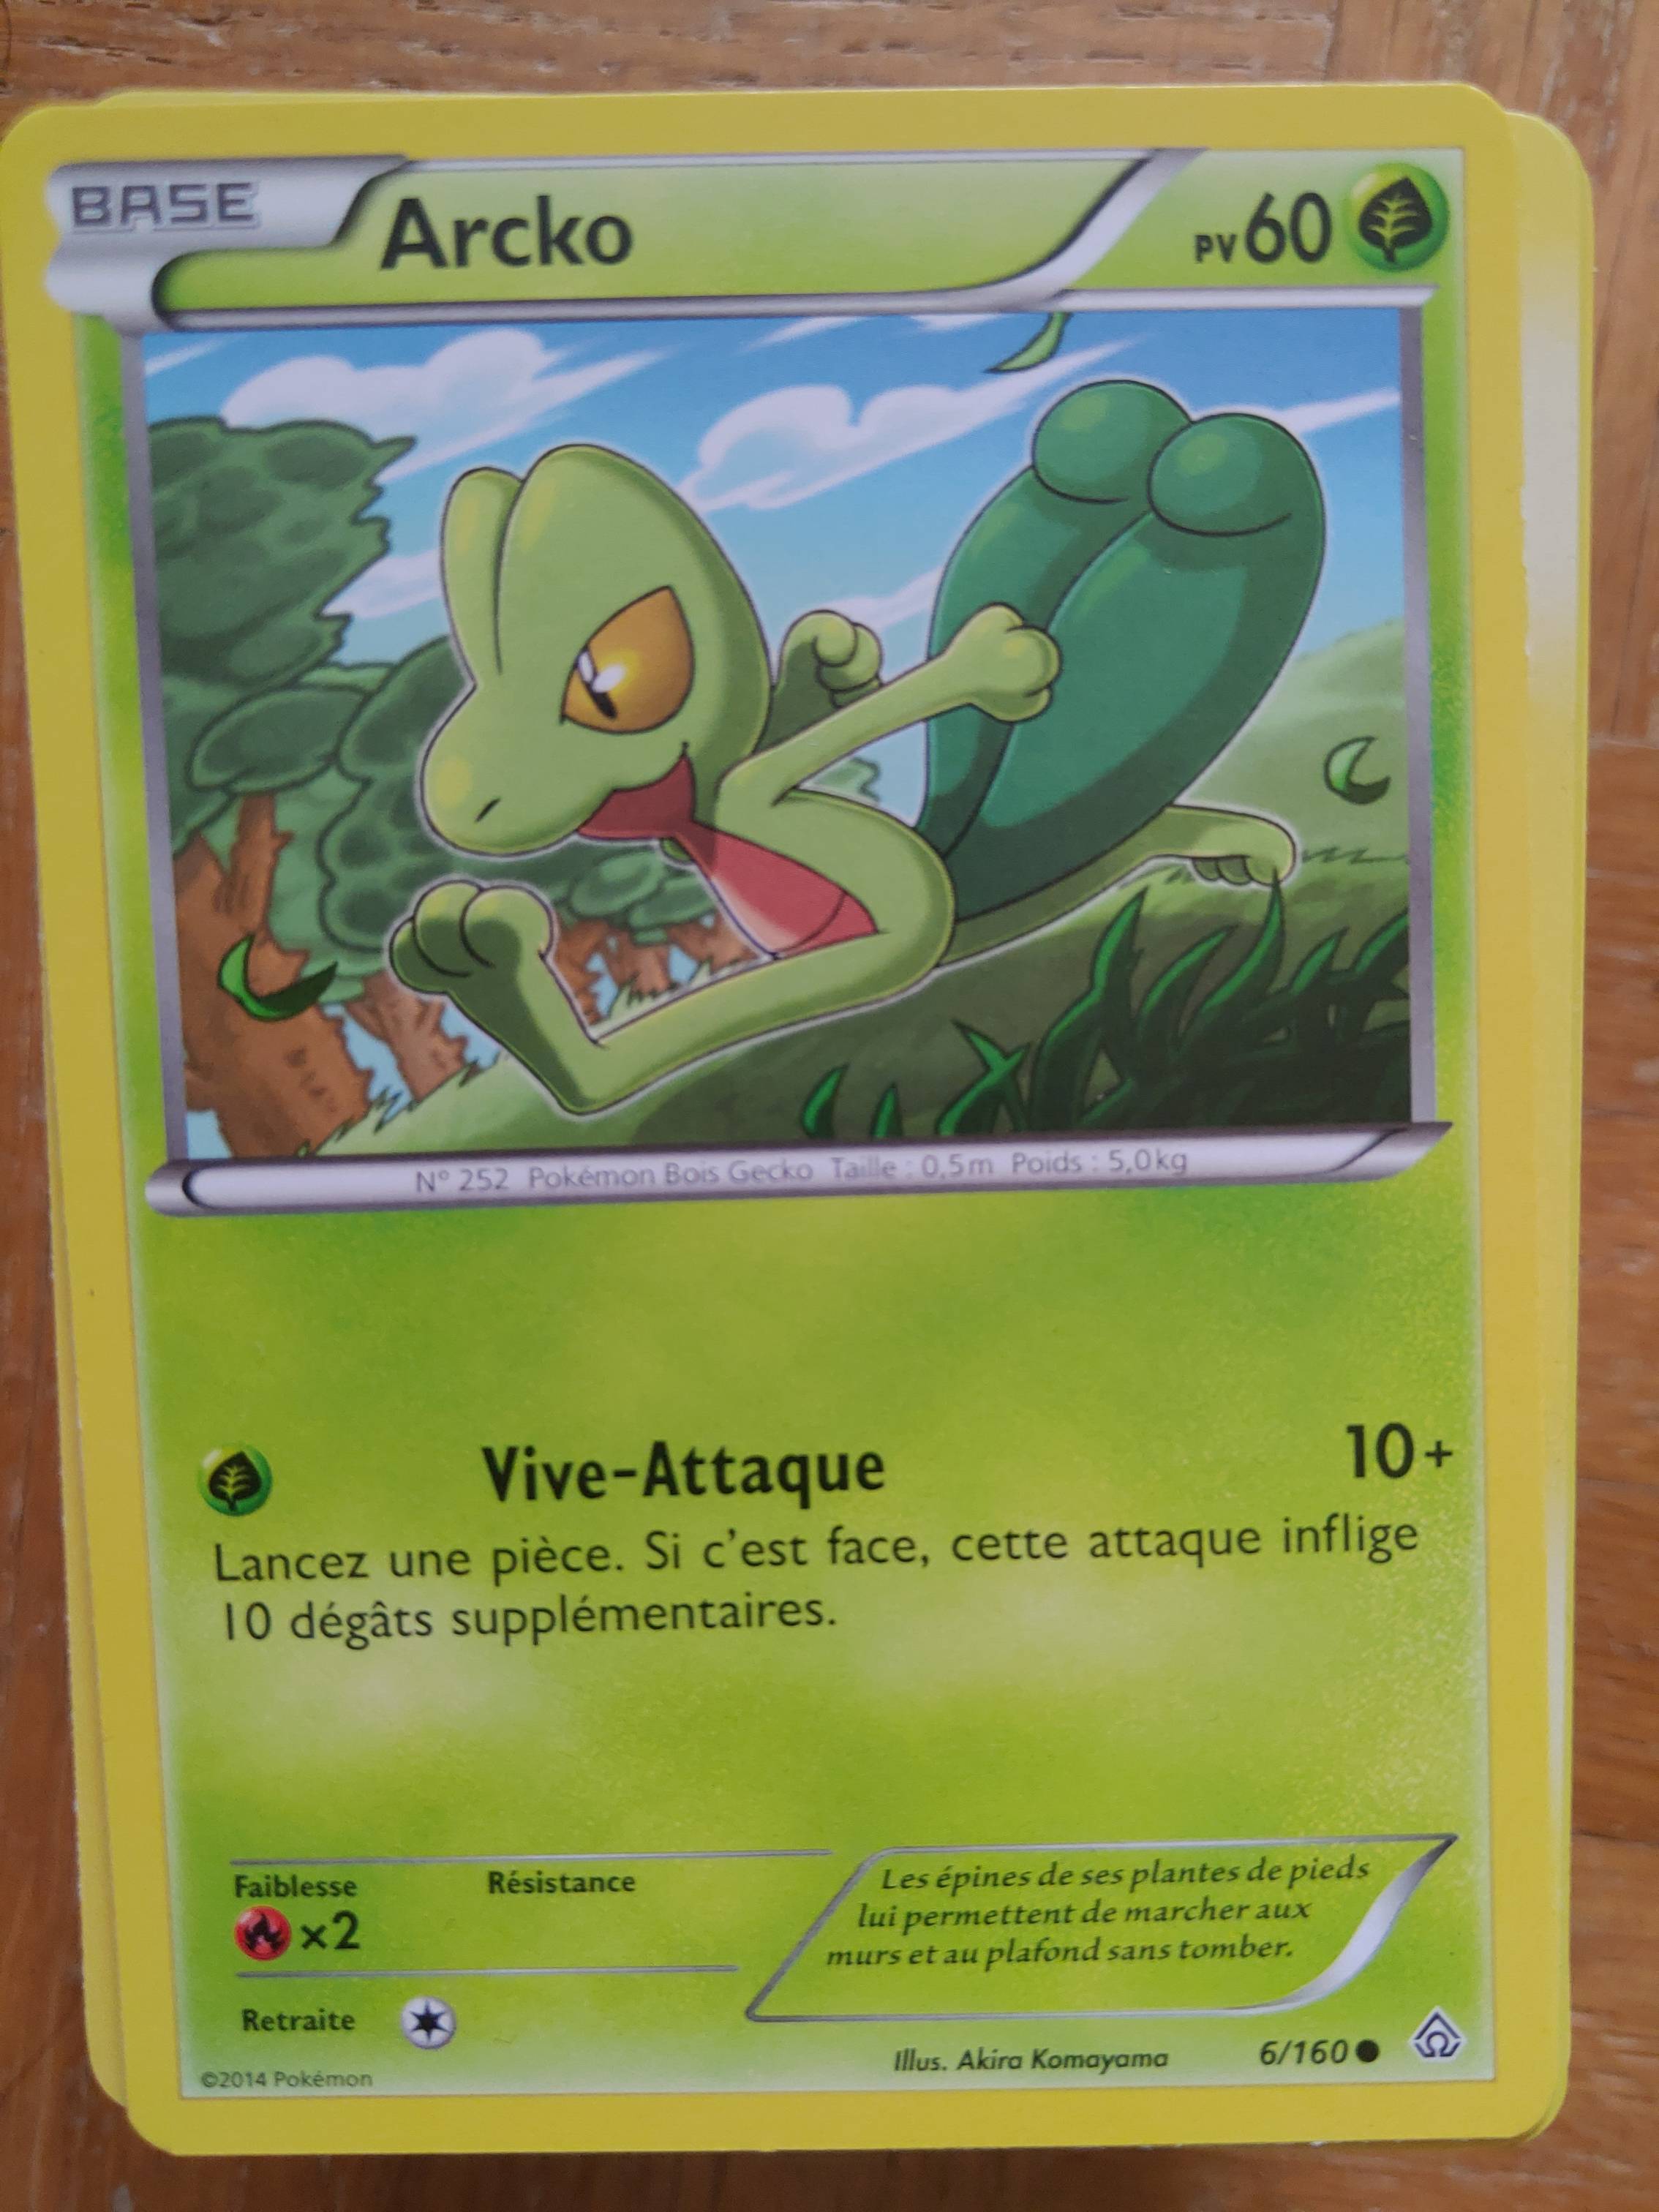 BASE
Arcko
PV60
N° 252 Pokémon Bois Gecko Taille : 0,5m Poids : 5,0kg
Vive-Attaque 10+
Lancez une pièce. Si c'est face, cette attaque inflige
10 dégâts supplémentaires.
Faiblesse Résistance
×2
Les épines de ses plantes de pieds
lui permettent de marcher aux
murs et au plafond sans tomber.
Retraite
Illus. Akira Komayama 6/160
©2014 Pokémon